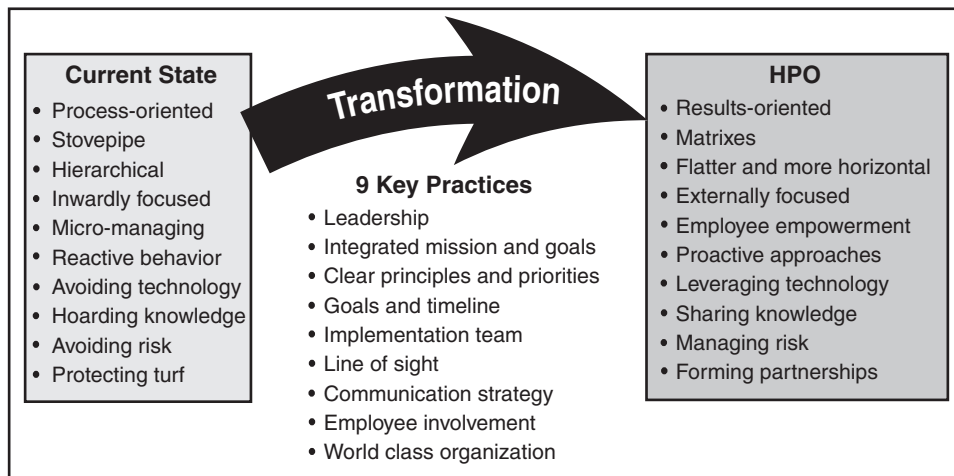 Current State
• Process-oriented
• Stovepipe
• Hierarchical
• Inwardly focused
• Micro-managing
• Reactive behavior
• Avoiding technology
• Hoarding knowledge
• Avoiding risk
• Protecting turf
Transformation
9 Key Practices
• Leadership
• Integrated mission and goals
• Clear principles and priorities
• Goals and timeline
• Implementation team
• Line of sight
• Communication strategy
• Employee involvement
• World class organization
HPO
• Results-oriented
• Matrixes
• Flatter and more horizontal
• Externally focused
• Employee empowerment
• Proactive approaches
• Leveraging technology
• Sharing knowledge
• Managing risk
• Forming partnerships